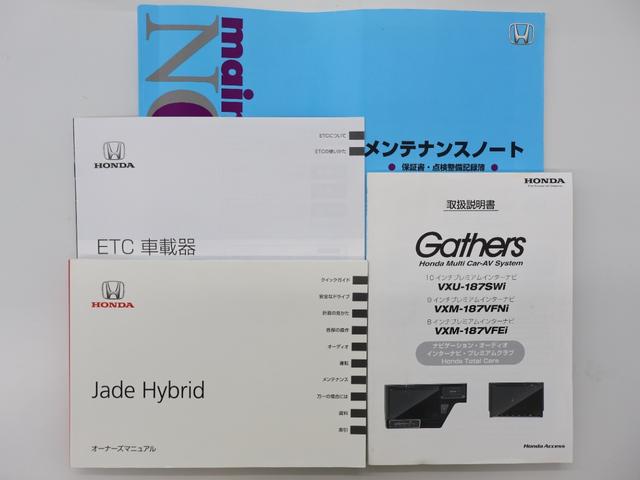 main
NO
メンテナンスノート
保証書・点検整備記録簿
HONDA
ETCについて
ETCの使いかた
ETC 車載器
HONDA
The Power of Dreams
取扱説明書
Gathers
Honda Multi Car-AV System
10 インチプレミアムインターナビ
VXU-187SWi
9 インチプレミアムインターナビ
VXM-187VFNi
8 インチプレミアムインターナビ
VXM-187VFEi
ナビゲーション・オーディオ
インターナビ・プレミアムクラブ
Honda Total Care
Honda Access
HONDA
Jade Hybrid
オーナーズマニュアル
クイックガイド
安全なドライブ
計器の見かた
各部の操作
オーディオ
運転
メンテナンス
万一の場合には
資料
索引